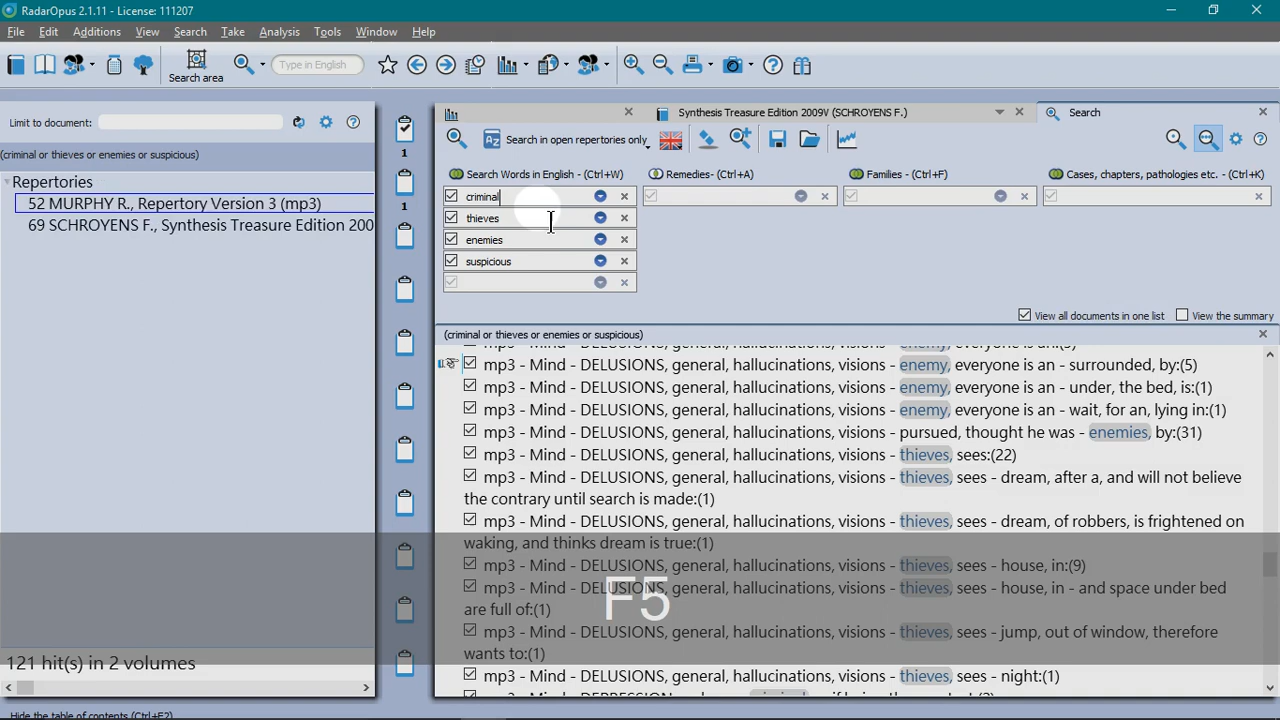 RadarOpus 2.1.11 - License: 111207
File Edit Additions View Search Take Analysis Tools Window Help
Search area
Type in English
Limit to document:
Synthesis Treasure Edition 2009V (SCHROYENS F.)
Search
1
1
Search in open repertories only
(criminal or thieves or enemies or suspicious)
Repertories
52 MURPHY R., Repertory Version 3 (mp3)
69 SCHROYENS F., Synthesis Treasure Edition 200
Search Words in English - (Ctrl+W)
Remedies- (Ctrl+A)
Families - (Ctrl+F)
Cases, chapters, pathologies etc. - (Ctrl+K)
criminal
thieves
enemies
suspicious
View all documents in one list
View the summary
(criminal or thieves or enemies or suspicious)
mp3 - Mind - DELUSIONS, general, hallucinations, visions - enemy, everyone is an - surrounded, by:(5)
mp3 - Mind - DELUSIONS, general, hallucinations, visions - enemy, everyone is an - under, the bed, is:(1)
mp3 - Mind - DELUSIONS, general, hallucinations, visions - enemy, everyone is an - wait, for an, lying in:(1)
mp3 - Mind - DELUSIONS, general, hallucinations, visions - pursued, thought he was - enemies, by:(31)
mp3 - Mind - DELUSIONS, general, hallucinations, visions - thieves, sees:(22)
mp3 - Mind - DELUSIONS, general, hallucinations, visions - thieves, sees - dream, after a, and will not believe
the contrary until search is made:(1)
mp3 - Mind - DELUSIONS, general, hallucinations, visions - thieves, sees - dream, of robbers, is frightened on
waking, and thinks dream is true:(1)
mp3 - Mind - DELUSIONS, general, hallucinations, visions - thieves, sees - house, in:(9)
mp3 - Mind - DELUSIONS, general, hallucinations, visions - thieves, sees - house, in - and space under bed
are full of:(1)
mp3 - Mind - DELUSIONS, general, hallucinations, visions - thieves, sees - jump, out of window, therefore
wants to:(1)
mp3 - Mind - DELUSIONS, general, hallucinations, visions - thieves, sees - night:(1)
F5
121 hit(s) in 2 volumes
Hide the table of contents (Ctrl+F2)